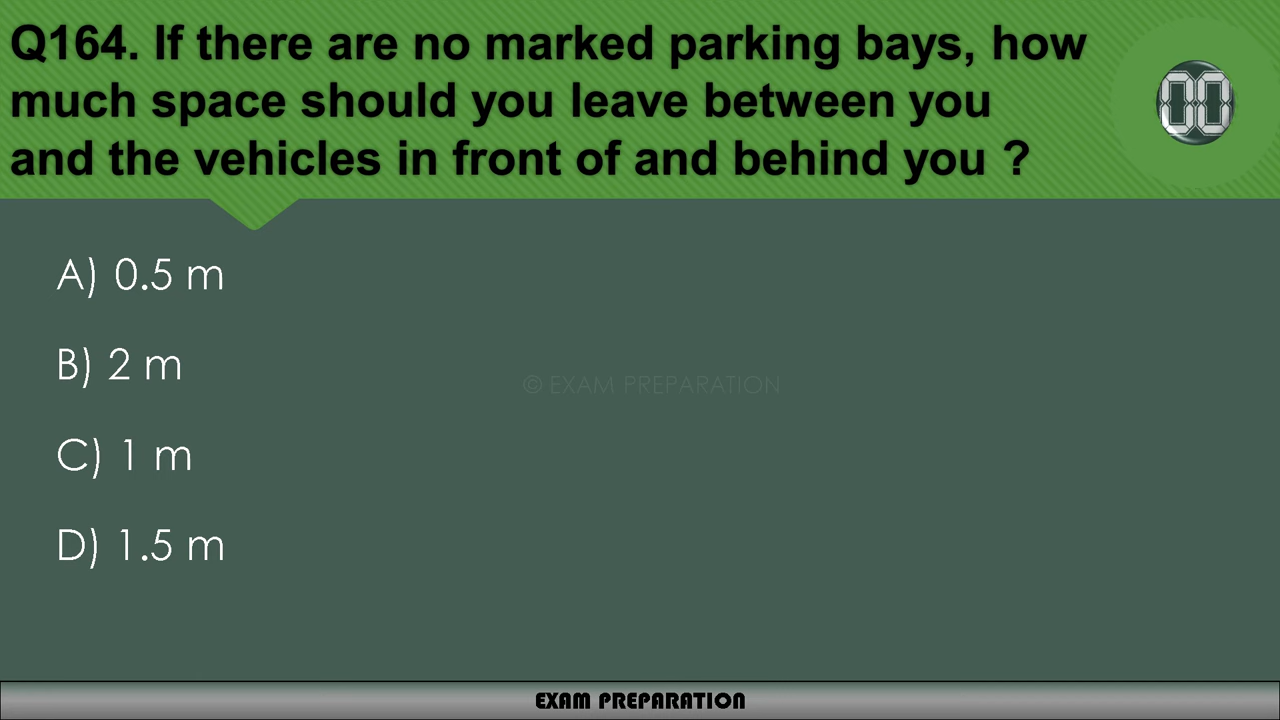 Q164. If there are no marked parking bays, how
much space should you leave between you
and the vehicles in front of and behind you ?
00
A) 0.5 m
B) 2 m
© EXAM PREPARATION
C) 1 m
D) 1.5 m
EXAM PREPARATION